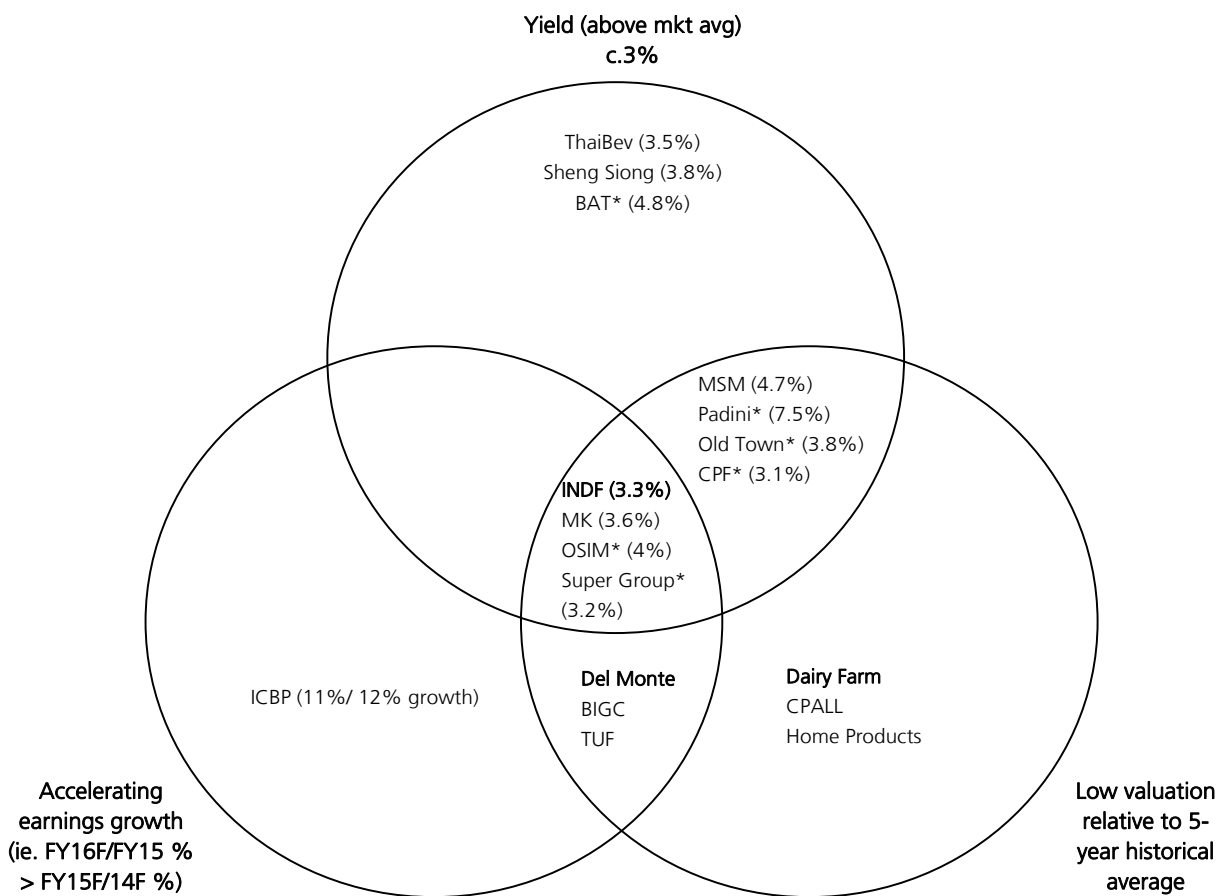 Yield (above mkt avg)
c.3%
ThaiBev (3.5%)
Sheng Siong (3.8%)
BAT* (4.8%)
MSM (4.7%)
Padini* (7.5%)
Old Town* (3.8%)
CPF* (3.1%)
INDF (3.3%)
MK (3.6%)
OSIM* (4%)
Super Group*
(3.2%)
ICBP (11%/ 12% growth)
Del Monte
BIGC
TUF
Dairy Farm
CPALL
Home Products
Accelerating
earnings growth
(ie. FY16F/FY15 %
> FY15F/14F %)
Low valuation
relative to 5-
year historical
average